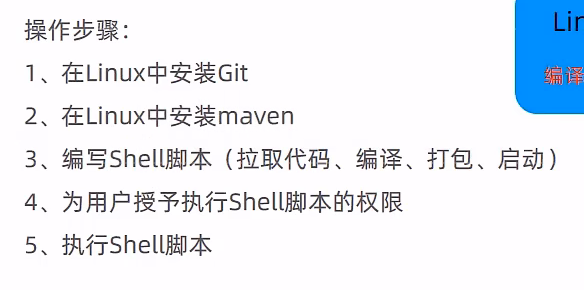 操作步骤：
1、在Linux中安装Git
2、在Linux中安装maven
3、编写Shell脚本（拉取代码、编译、打包、启动）
4、为用户授予执行Shell脚本的权限
5、执行Shell脚本
Lin
编译